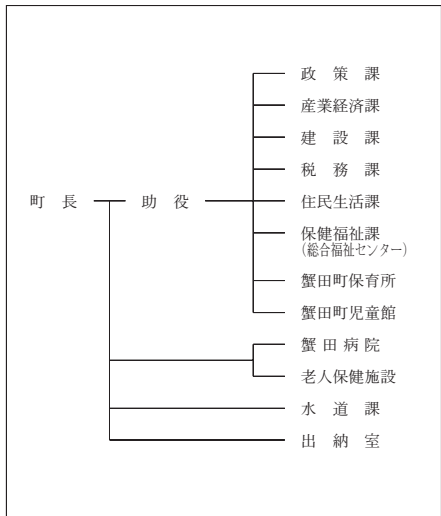 政策課
産業経済課
建設課
税務課
町長 助役 住民生活課
保健福祉課
(総合福祉センター)
蟹田町保育所
蟹田町児童館
蟹田病院
老人保健施設
水道課
出納室